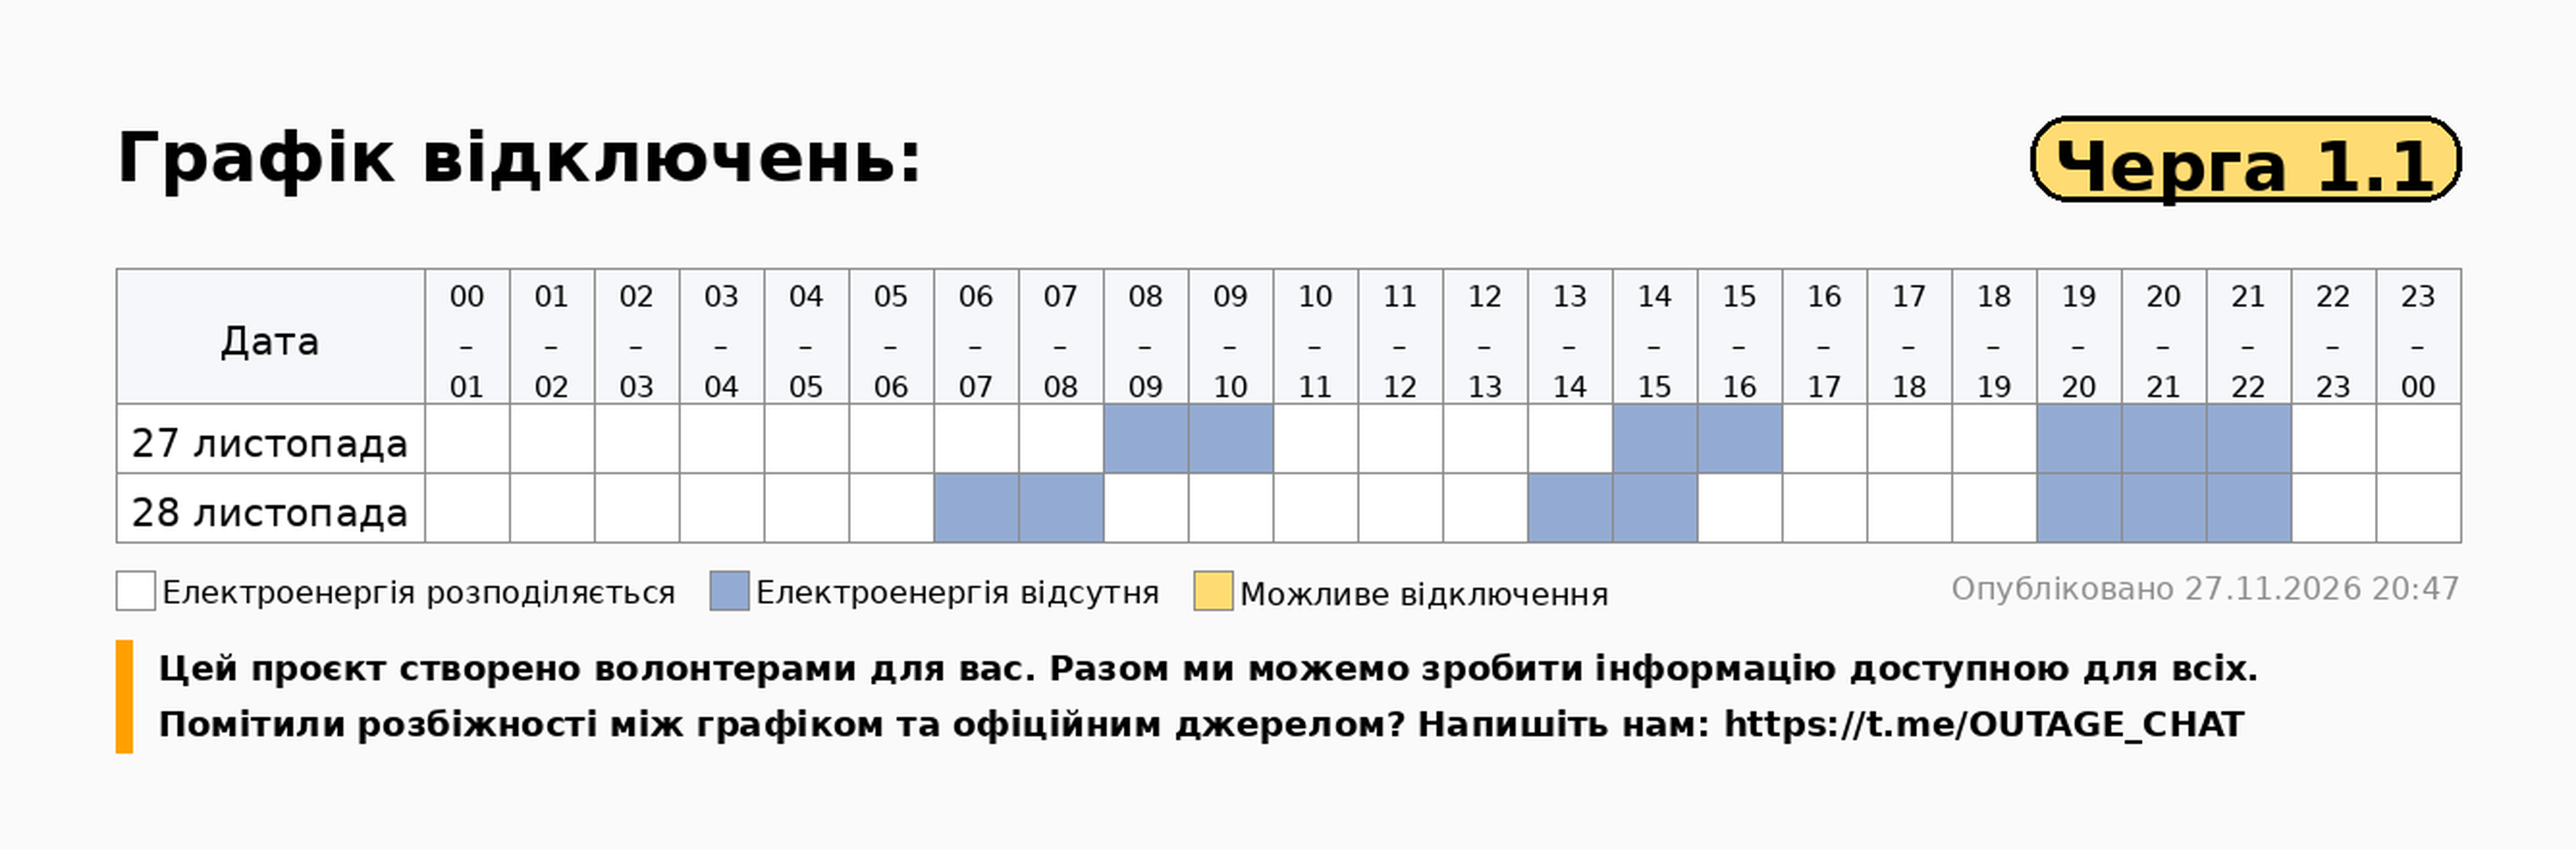 Графік відключень:
Черга 1.1
Дата 00 – 01 01 – 02 02 – 03 03 – 04 04 – 05 05 – 06 06 – 07 07 – 08 08 – 09 09 – 10 10 – 11 11 – 12 12 – 13 13 – 14 14 – 15 15 – 16 16 – 17 17 – 18 18 – 19 19 – 20 20 – 21 21 – 22 22 – 23 23 – 00
27 листопада
28 листопада
Електроенергія розподіляється Електроенергія відсутня Можливе відключення Опубліковано 27.11.2026 20:47
Цей проєкт створено волонтерами для вас. Разом ми можемо зробити інформацію доступною для всіх.
Помітили розбіжності між графіком та офіційним джерелом? Напишіть нам: https://t.me/OUTAGE_CHAT